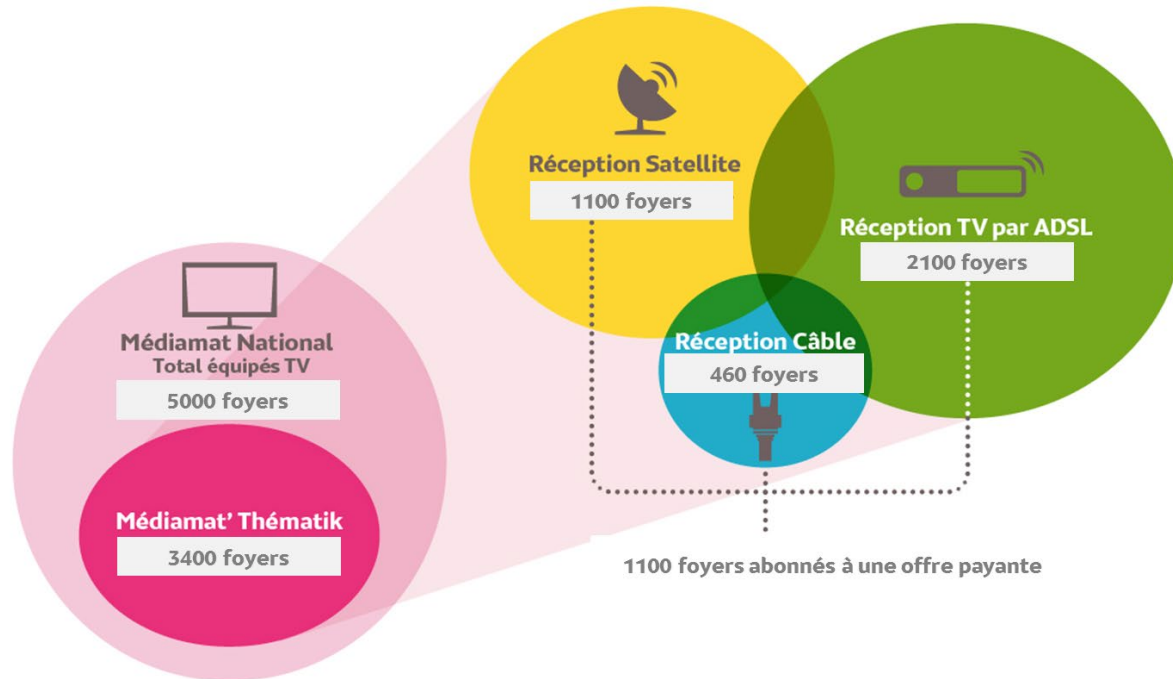 Réception Satellite
1100 foyers
Réception TV par ADSL
2100 foyers
Médiamat National
Total équipés TV
5000 foyers
Réception Câble
460 foyers
Médiamat’ Thématik
3400 foyers
1100 foyers abonnés à une offre payante